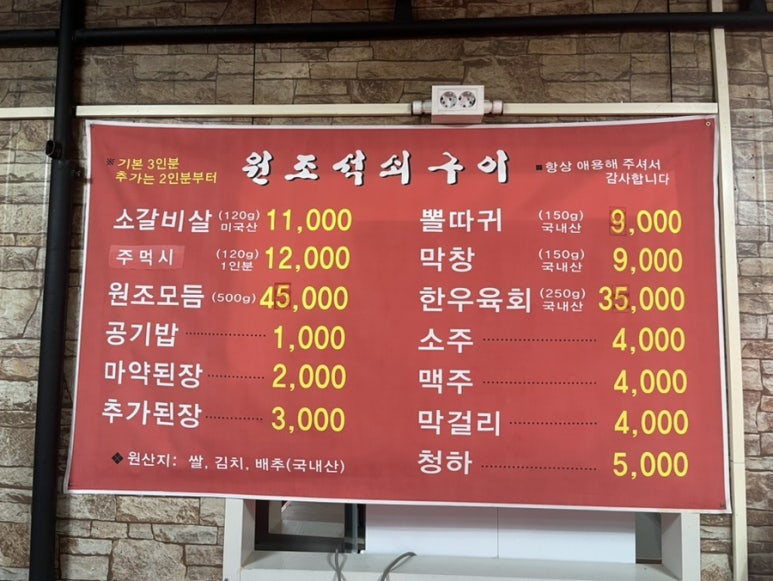 ※ 기본 3인분
추가는 2인분부터
원조석쇠구이
■항상 애용해 주셔서
감사합니다
소갈비살 (120g) 미국산 11,000
주먹시 (120g) 1인분 12,000
원조모듬 (500g) 45,000
공기밥 1,000
마약된장 2,000
추가된장 3,000
❖ 원산지: 쌀, 김치, 배추(국내산)
뽈따귀 (150g) 국내산 9,000
막창 (150g) 국내산 9,000
한우육회 (250g) 국내산 35,000
소주 4,000
맥주 4,000
막걸리 4,000
청하 5,000